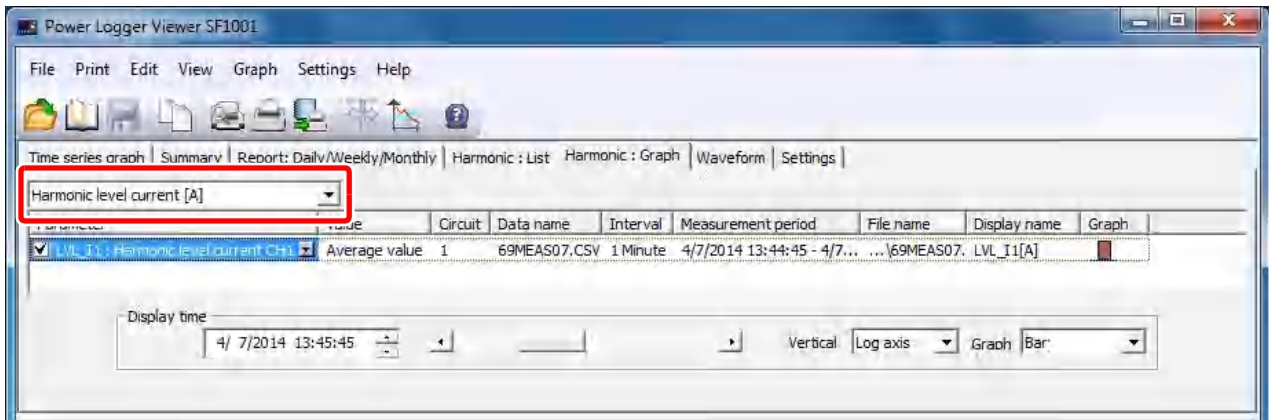 Power Logger Viewer SF1001
File Print Edit View Graph Settings Help
Time series graph Summary Report: Daily/Weekly/Monthly Harmonic : List Harmonic : Graph Waveform Settings
Harmonic level current [A]
Parameter Value Circuit Data name Interval Measurement period File name Display name Graph
LVL_I1 : Harmonic level current CH1 Average value 1 69MEAS07.CSV 1 Minute 4/7/2014 13:44:45 - 4/7... ...\69MEAS07. LVL_I1[A]
Display time
4/ 7/2014 13:45:45 Vertical Log axis Graph Bar